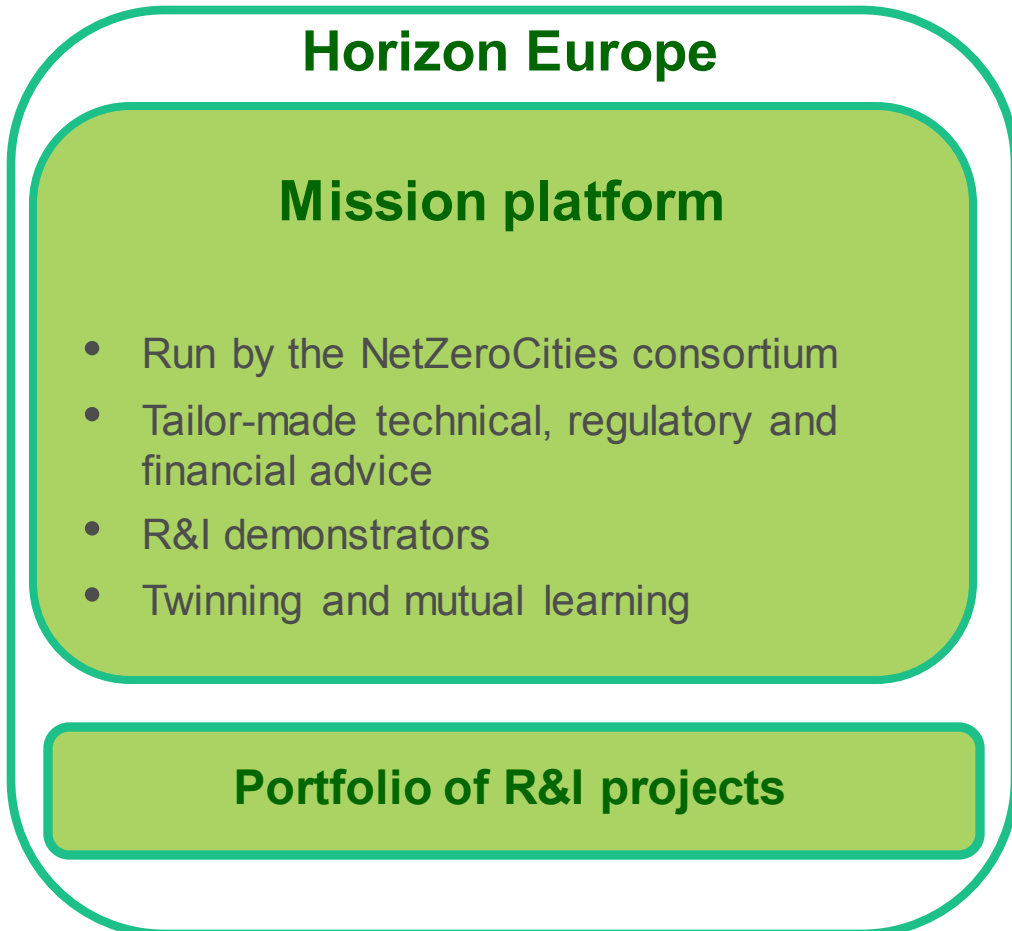 Horizon Europe
Mission platform
• Run by the NetZeroCities consortium
• Tailor-made technical, regulatory and
financial advice
• R&I demonstrators
• Twinning and mutual learning
Portfolio of R&I projects